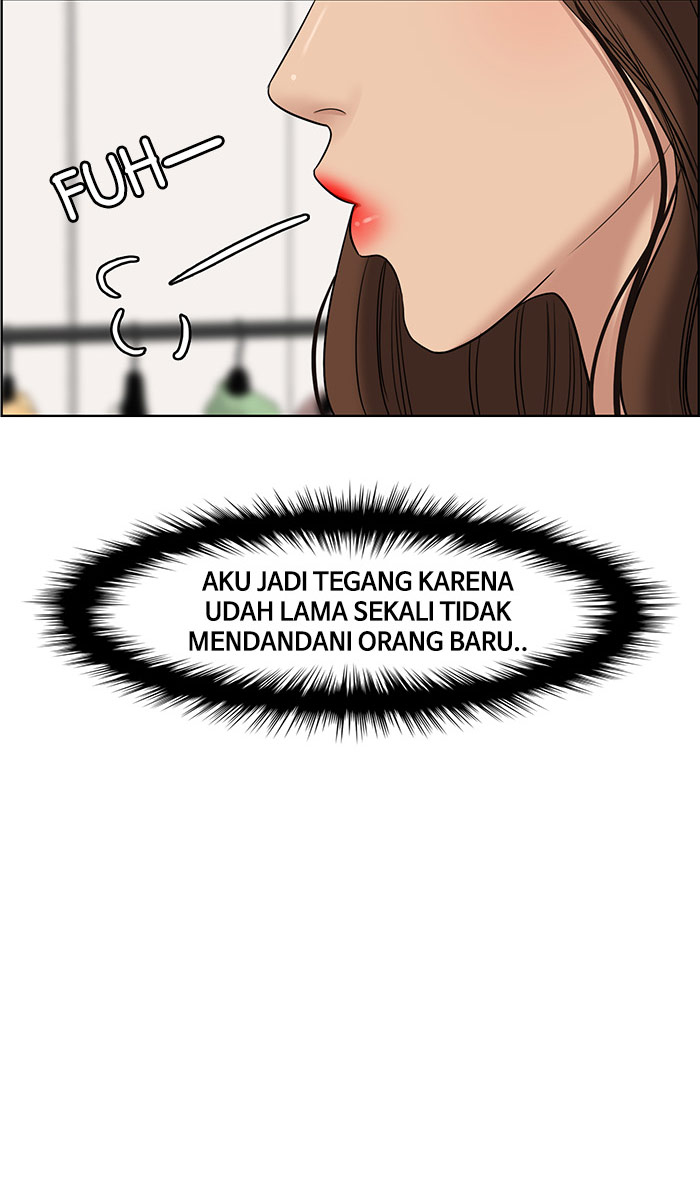 FUH—
AKU JADI TEGANG KARENA
UDAH LAMA SEKALI TIDAK
MENDANDANI ORANG BARU..